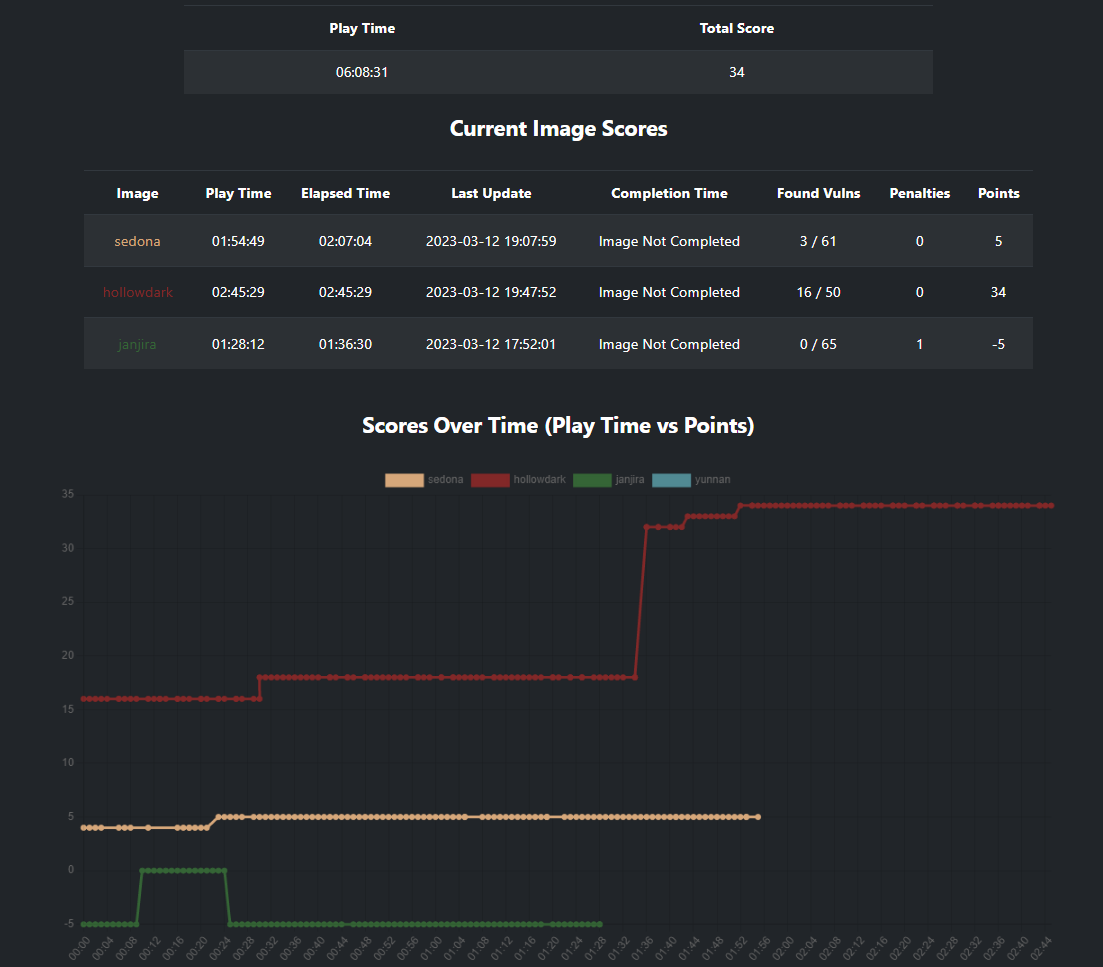 Play Time Total Score
06:08:31 34
Current Image Scores
Image Play Time Elapsed Time Last Update Completion Time Found Vulns Penalties Points
sedona 01:54:49 02:07:04 2023-03-12 19:07:59 Image Not Completed 3 / 61 0 5
hollowdark 02:45:29 02:45:29 2023-03-12 19:47:52 Image Not Completed 16 / 50 0 34
janjira 01:28:12 01:36:30 2023-03-12 17:52:01 Image Not Completed 0 / 65 1 -5
Scores Over Time (Play Time vs Points)
sedona hollowdark janjira yunnan
35
30
25
20
15
10
5
0
-5
00:00 00:04 00:08 00:12 00:16 00:20 00:24 00:28 00:32 00:36 00:40 00:44 00:48 00:52 00:56 01:00 01:04 01:08 01:12 01:16 01:20 01:24 01:28 01:32 01:36 01:40 01:44 01:48 01:52 01:56 02:00 02:04 02:08 02:12 02:16 02:20 02:24 02:28 02:32 02:36 02:40 02:44